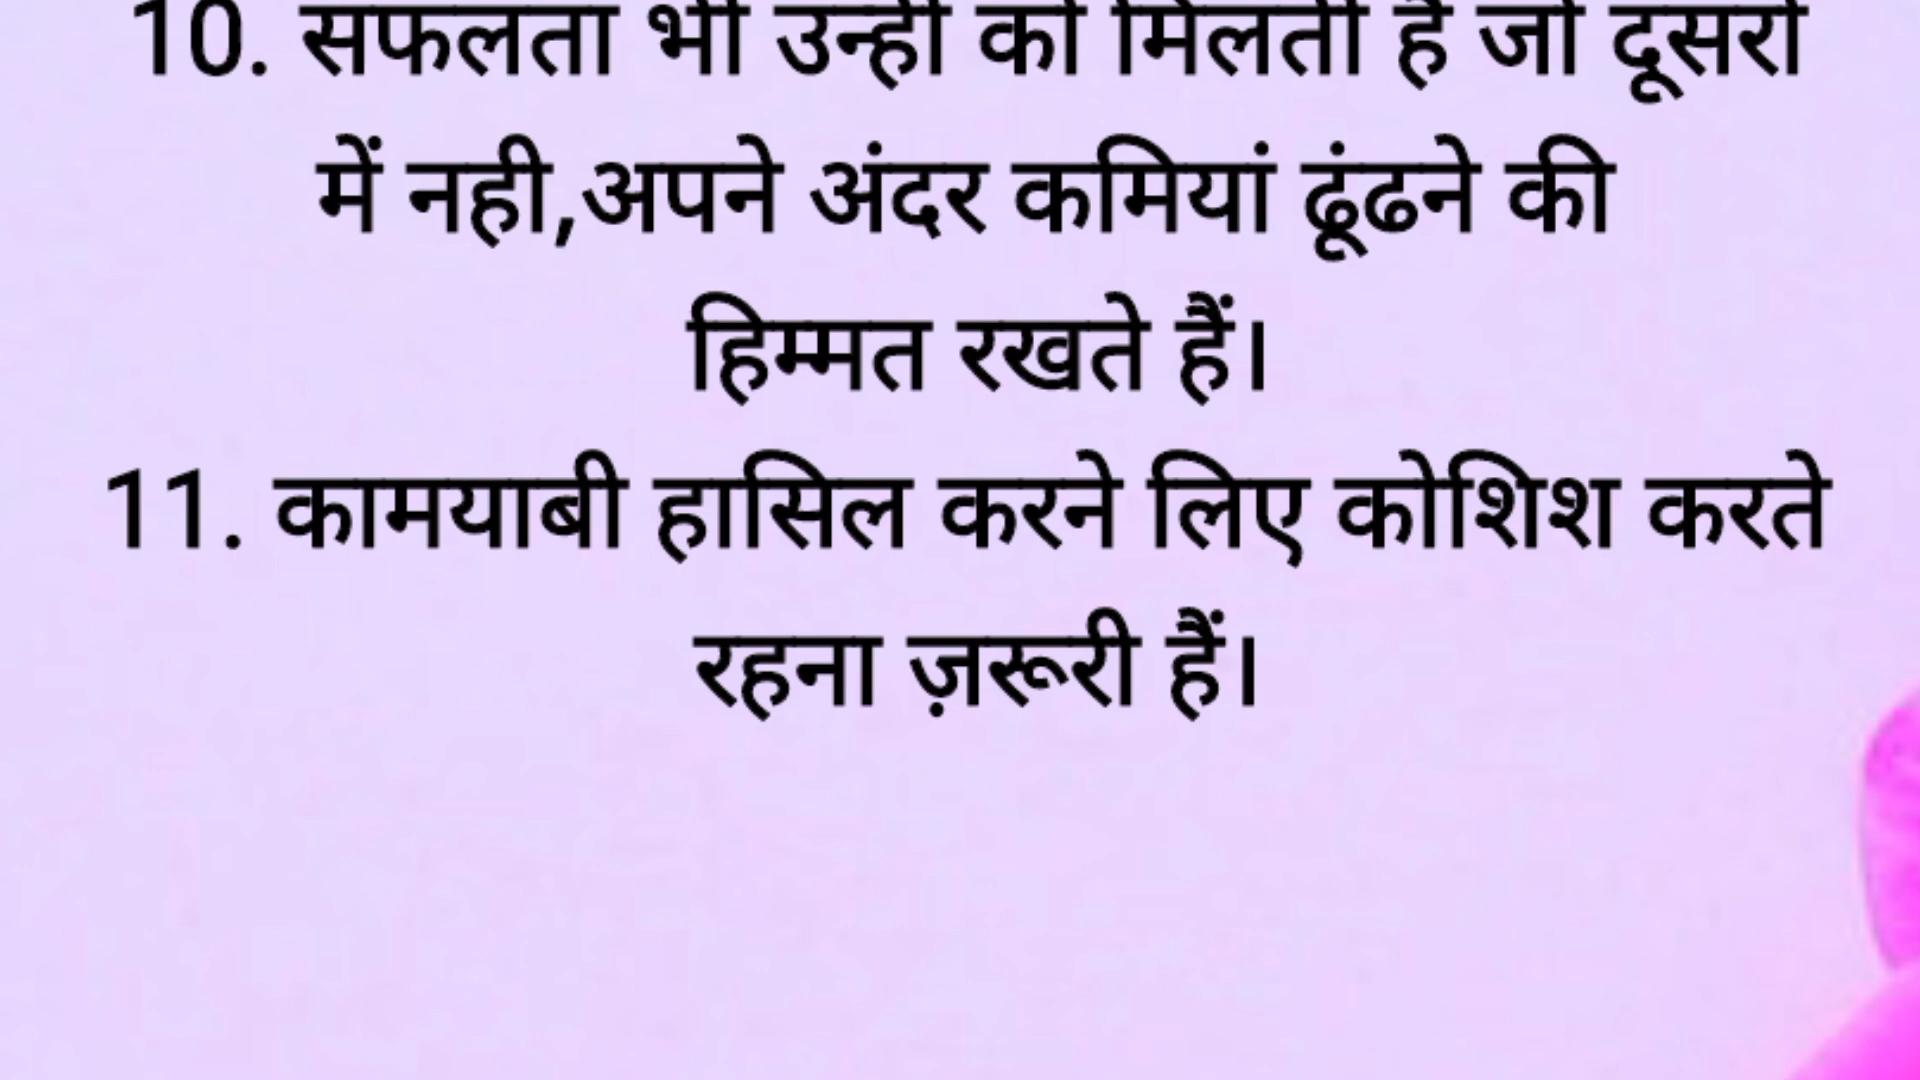 10. सफलता भी उन्ही को मिलती है जो दूसरो
में नही,अपने अंदर कमियां ढूंढने की
हिम्मत रखते हैं।
11. कामयाबी हासिल करने लिए कोशिश करते
रहना ज़रूरी हैं।